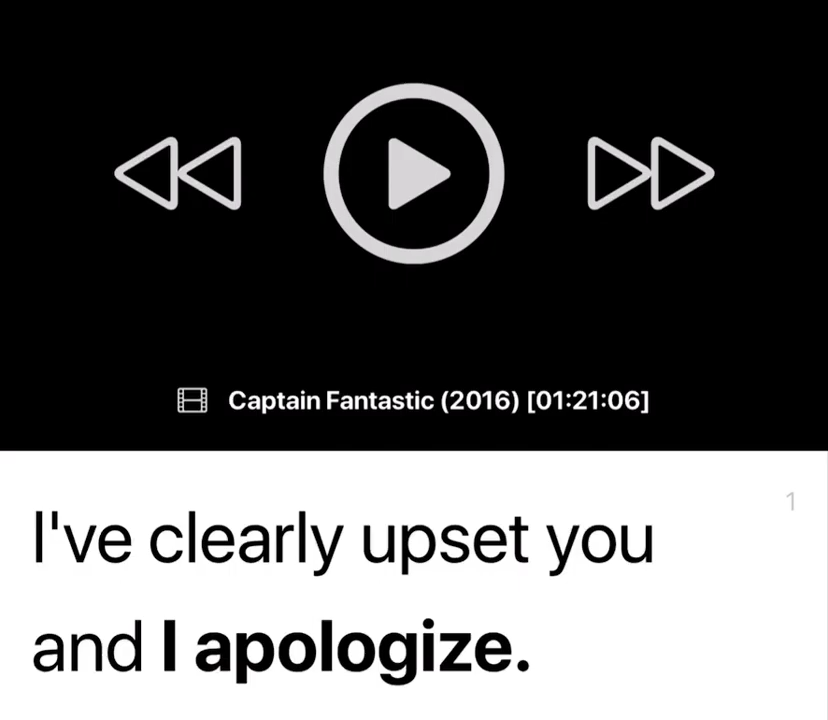 Captain Fantastic (2016) [01:21:06]
1
I've clearly upset you
and I apologize.